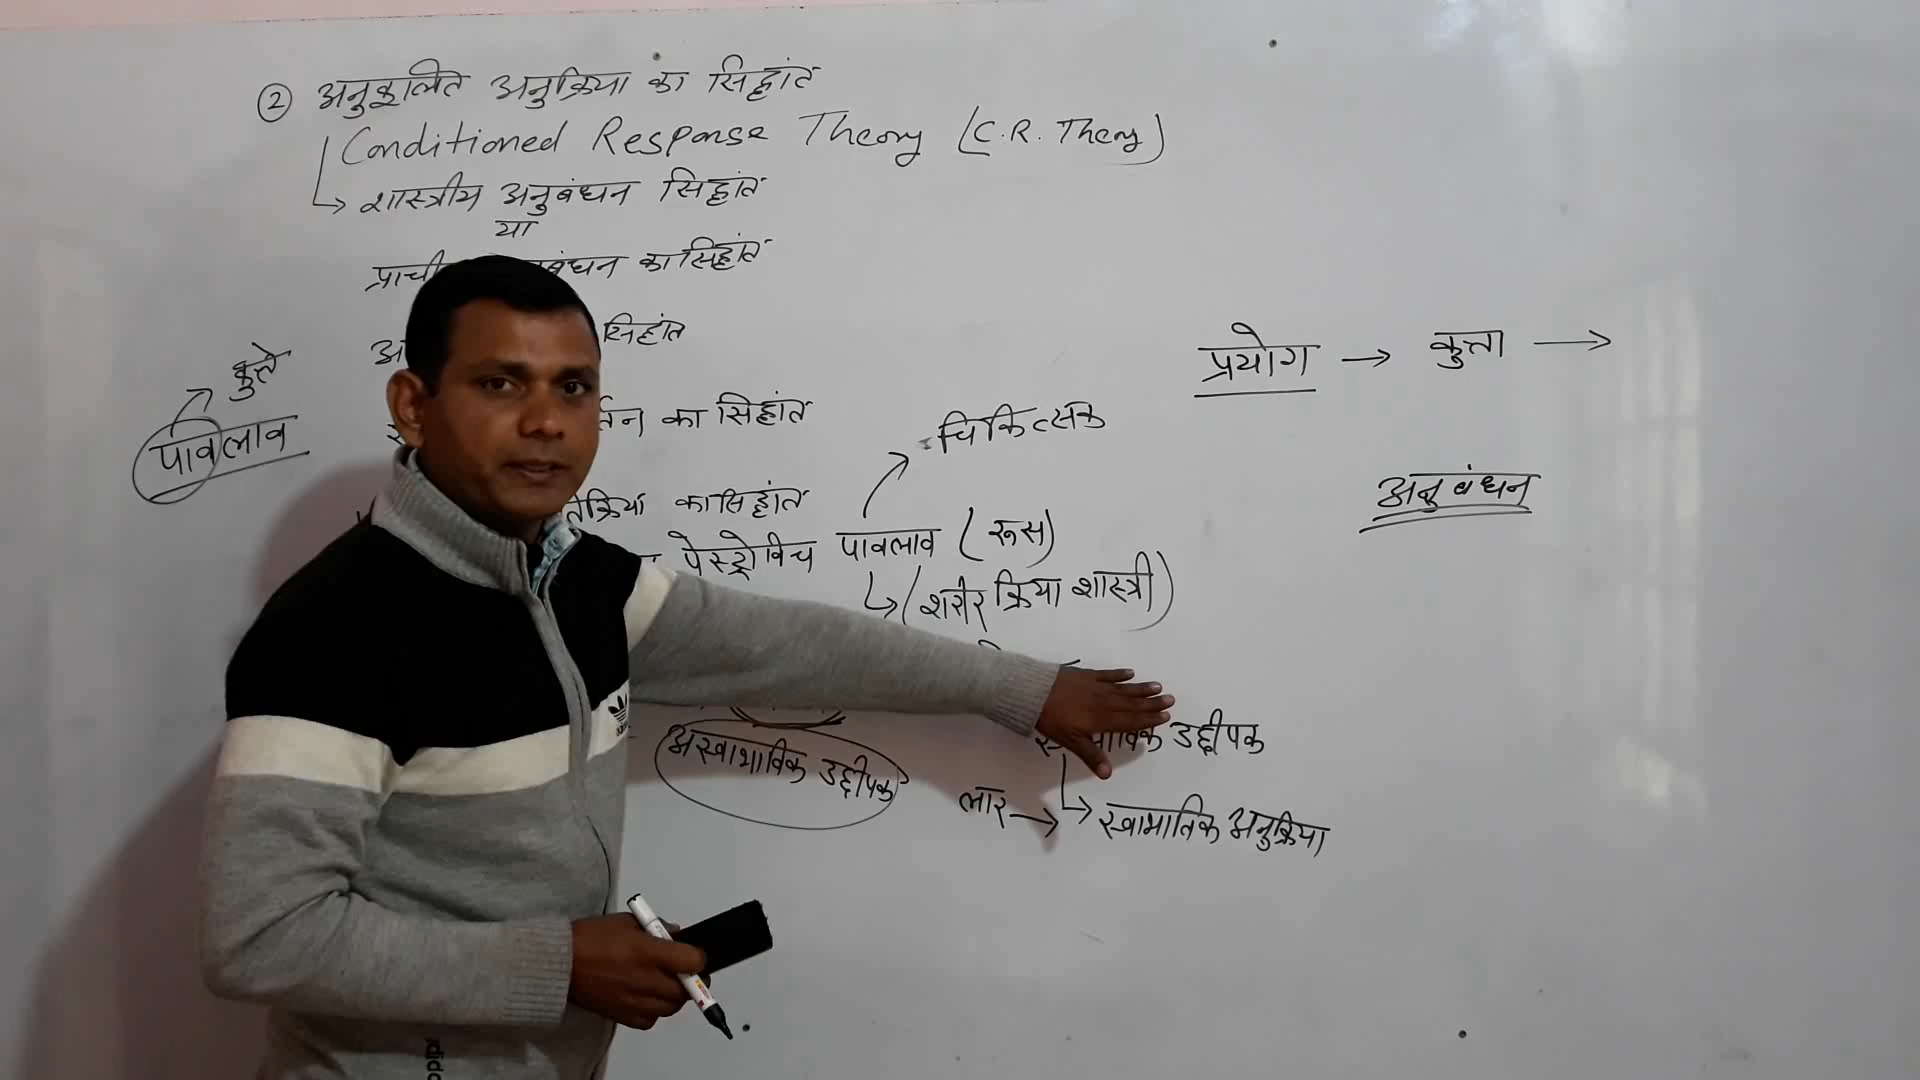 ② अनुकूलित अनुक्रिया का सिद्धांत
Conditioned Response Theory (C.R. Theory)
शास्त्रीय अनुबंधन सिद्धांत
या
का सिद्धांत
सिद्धांत
का सिद्धांत
का सिद्धांत
पावलाव (रूस)
(शरीर क्रिया शास्त्री)
चिकित्सक
कुत्ते
पावलाव
प्रयोग → कुत्ता →
अनुबंधन
अस्वाभाविक उद्दीपक
उद्दीपक
लार → स्वाभाविक अनुक्रिया